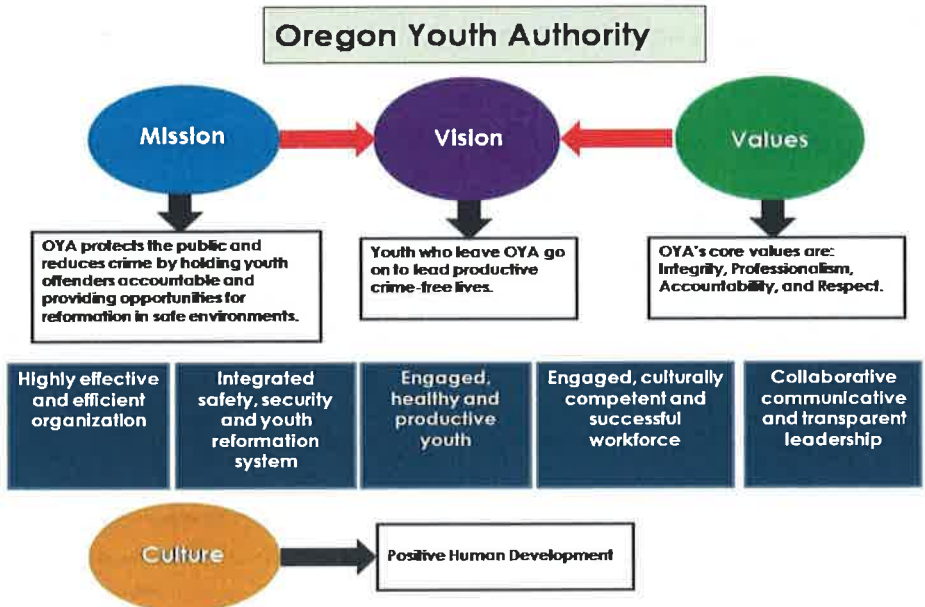 Oregon Youth Authority
Mission
Vision
Values
OYA protects the public and
reduces crime by holding youth
offenders accountable and
providing opportunities for
reformation in safe environments.
Youth who leave OYA go
on to lead productive
crime-free lives.
OYA's core values are:
Integrity, Professionalism,
Accountability, and Respect.
Highly effective
and efficient
organization
Integrated
safety, security
and youth
reformation
system
Engaged,
healthy and
productive
youth
Engaged, culturally
competent and
successful
workforce
Collaborative
communicative
and transparent
leadership
Culture
Positive Human Development